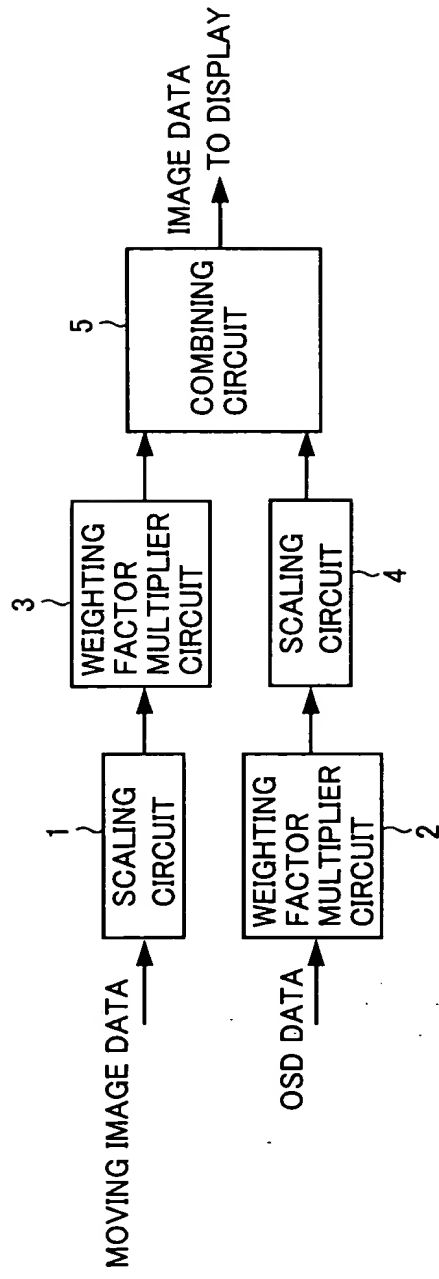 MOVING IMAGE DATA
1
SCALING
CIRCUIT
3
WEIGHTING
FACTOR
MULTIPLIER
CIRCUIT
5
COMBINING
CIRCUIT
IMAGE DATA
TO DISPLAY
OSD DATA
WEIGHTING
FACTOR
MULTIPLIER
CIRCUIT
2
SCALING
CIRCUIT
4